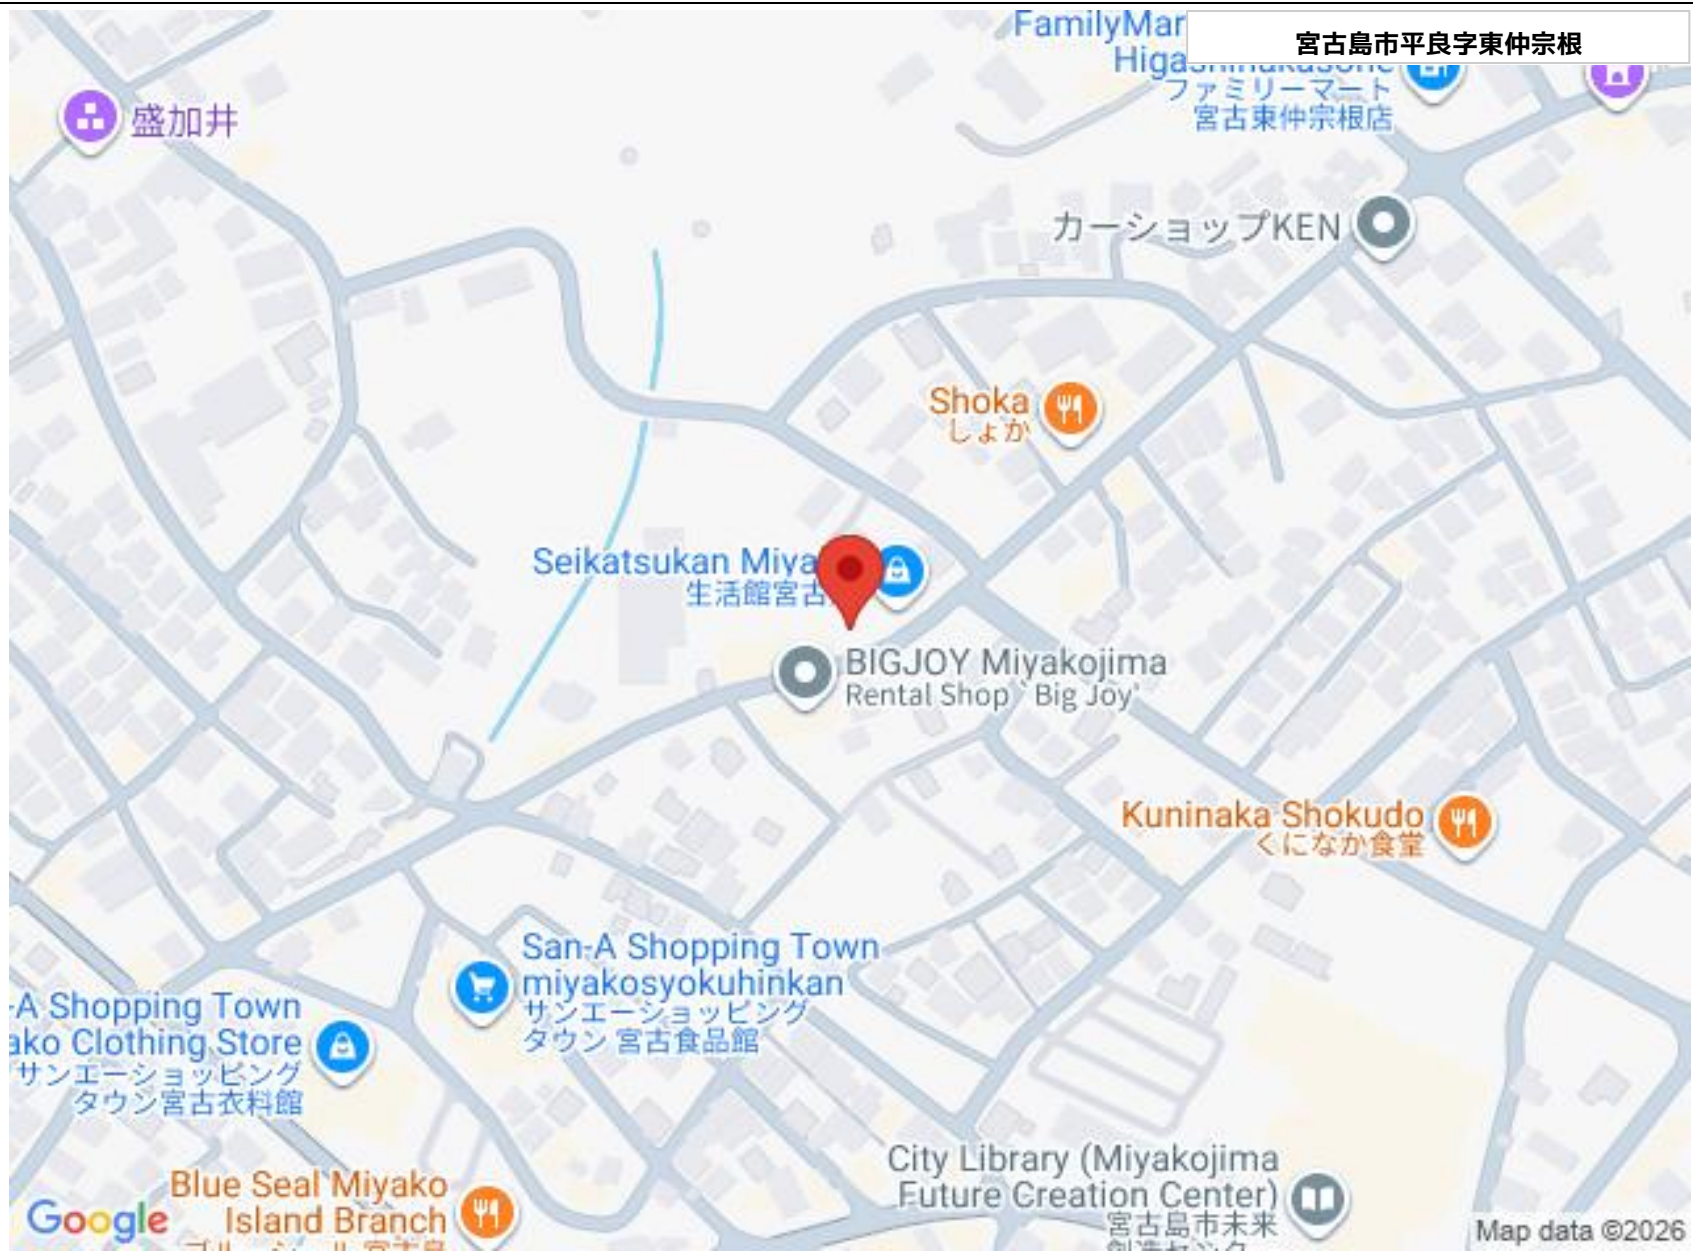 宮古島市平良字東仲宗根
FamilyMar
ファミリーマート
宮古東仲宗根店
盛加井
カーショップKEN
Shoka
しょか
Seikatsukan Miya
生活館宮古
BIGJOY Miyakojima
Rental Shop `Big Joy'
Kuninaka Shokudo
くになか食堂
San-A Shopping Town
miyakosyokuhinkan
サンエーショッピング
タウン 宮古食品館
-A Shopping Town
ako Clothing Store
サンエーショッピング
タウン宮古衣料館
City Library (Miyakojima
Future Creation Center)
宮古島市未来
Blue Seal Miyako
Island Branch
Google
Map data ©2026